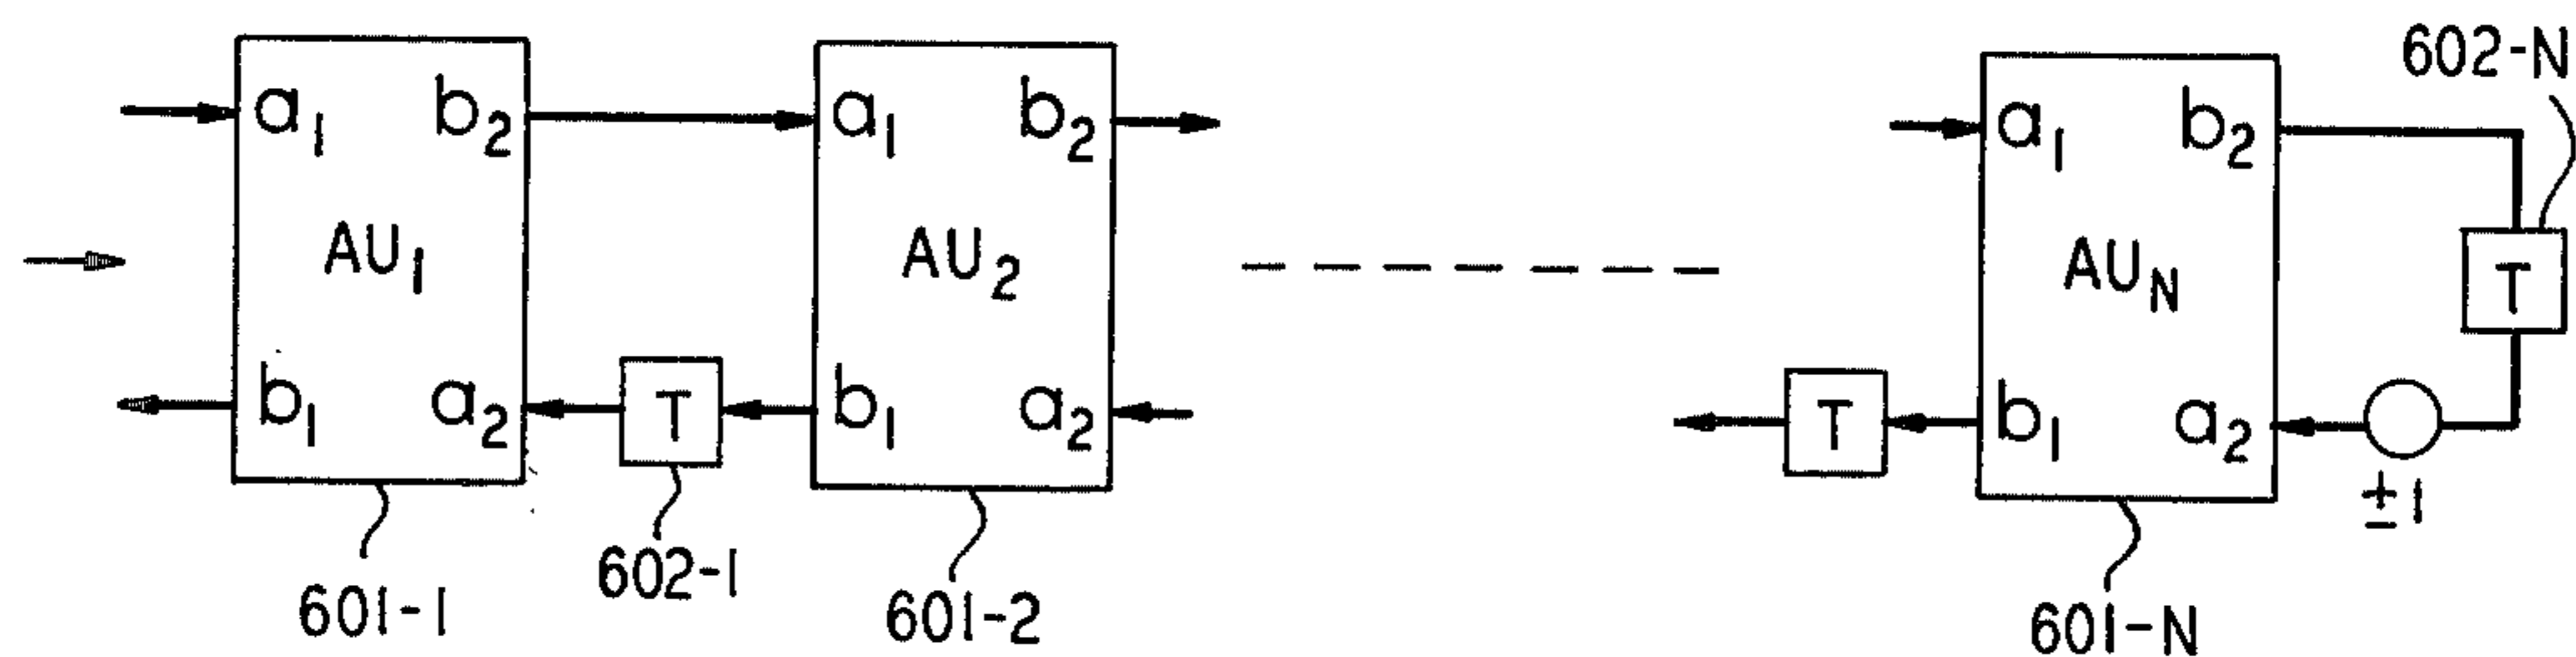 602-N
a1 b2 a1 b2 a1 b2
AU1 AU2 AUN T
b1 a2 T b1 a2 T b1 a2
±1
601-1 602-1 601-2 601-N